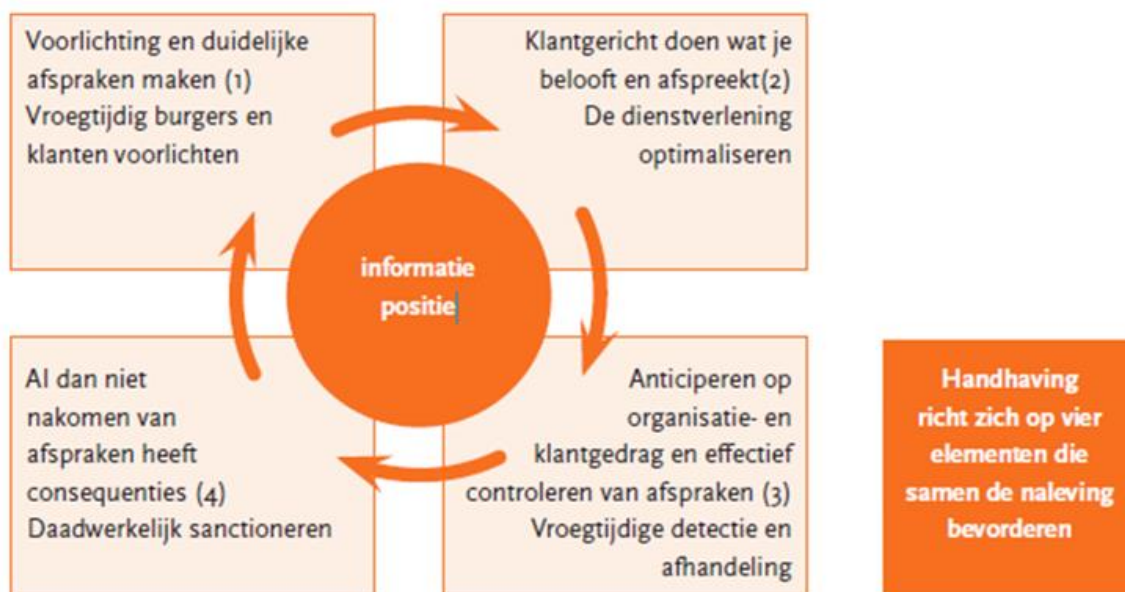 Voorlichting en duidelijke
afspraken maken (1)
Vroegtijdig burgers en
klanten voorlichten
Klantgericht doen wat je
belooft en afspreekt(2)
De dienstverlening
optimaliseren
informatie
positie
Al dan niet
nakomen van
afspraken heeft
consequenties (4)
Daadwerkelijk sanctioneren
Anticiperen op
organisatie- en
klantgedrag en effectief
controleren van afspraken (3)
Vroegtijdige detectie en
afhandeling
Handhaving
richt zich op vier
elementen die
samen de naleving
bevorderen